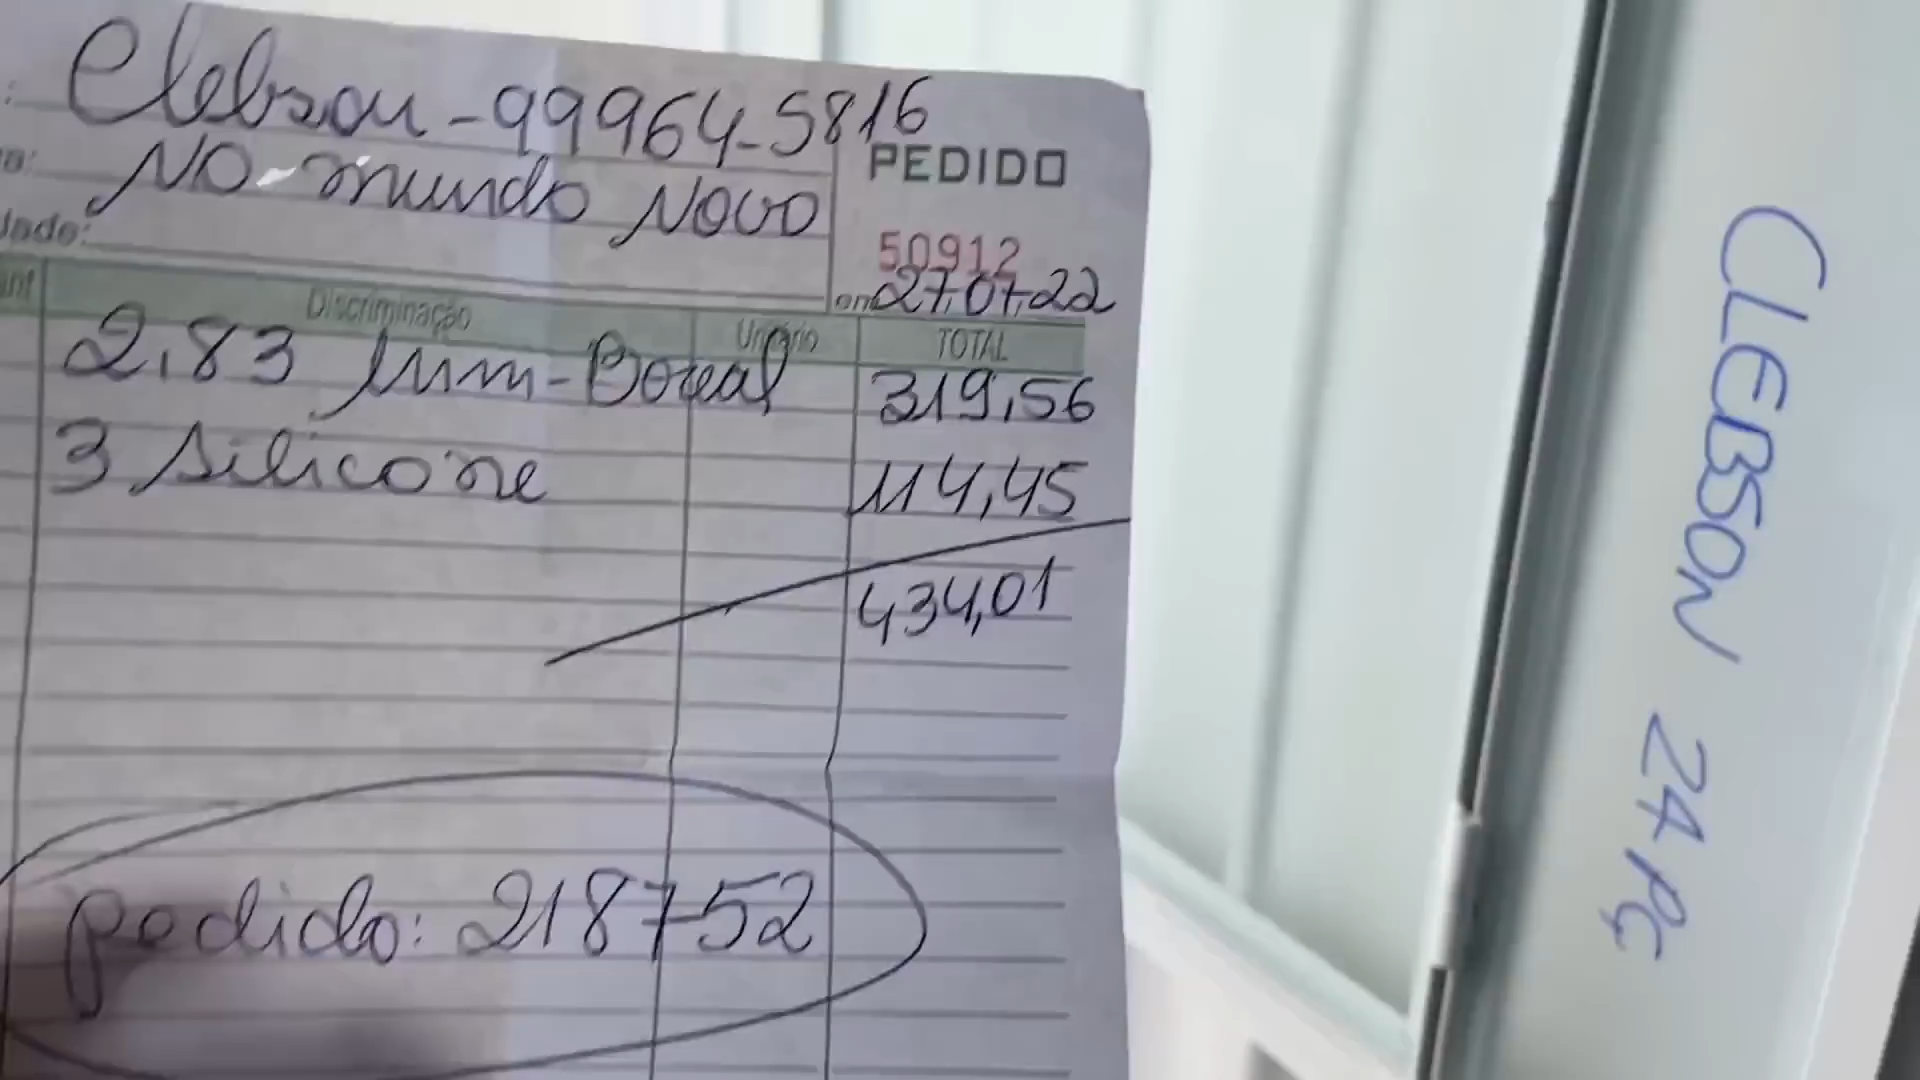 Clebson - 99964-5816
NO - mundo NOVO
PEDIDO
50912
27.07.22
Discriminação
Unitário
TOTAL
2,83 Lum - Boreal 319,56
3 silicone 114,45
434,01
pedido: 218752
CLEBSON 24 PÇ